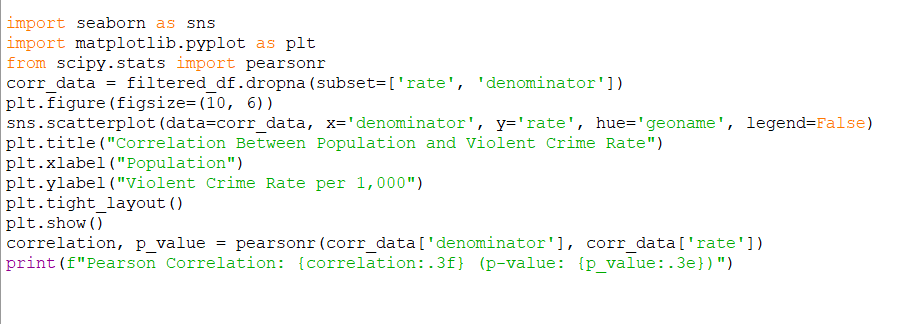 import seaborn as sns
import matplotlib.pyplot as plt
from scipy.stats import pearsonr
corr_data = filtered_df.dropna(subset=['rate', 'denominator'])
plt.figure(figsize=(10, 6))
sns.scatterplot(data=corr_data, x='denominator', y='rate', hue='geoname', legend=False)
plt.title("Correlation Between Population and Violent Crime Rate")
plt.xlabel("Population")
plt.ylabel("Violent Crime Rate per 1,000")
plt.tight_layout()
plt.show()
correlation, p_value = pearsonr(corr_data['denominator'], corr_data['rate'])
print(f"Pearson Correlation: {correlation:.3f} (p-value: {p_value:.3e})")